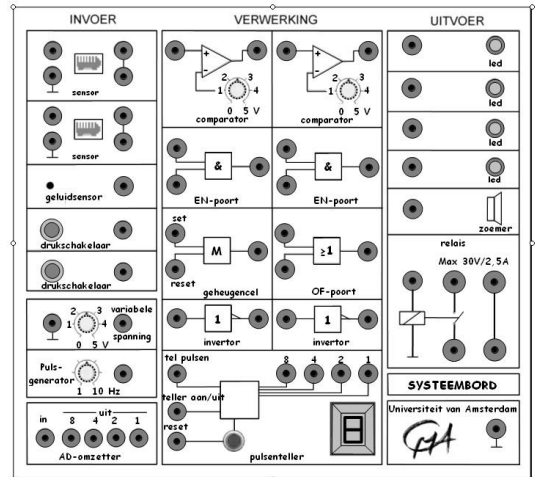 INVOER
VERWERKING
UITVOER
sensor
sensor
geluidsensor
drukschakelaar
drukschakelaar
2 3
1 4
0 5 V
variabele
spanning
Puls-
generator
1 10 Hz
in
uit
8 4 2 1
AD-omzetter
+
-
2 3
1 4
0 5 V
comparator
+
-
2 3
1 4
0 5 V
comparator
&
EN-poort
&
EN-poort
set
M
reset
geheugencel
≥1
OF-poort
1
invertor
1
invertor
tel pulsen
8 4 2 1
teller aan/uit
reset
8
pulsenteller
led
led
led
led
zoemer
relais
Max 30V/2,5A
SYSTEEMBORD
Universiteit van Amsterdam
CMA